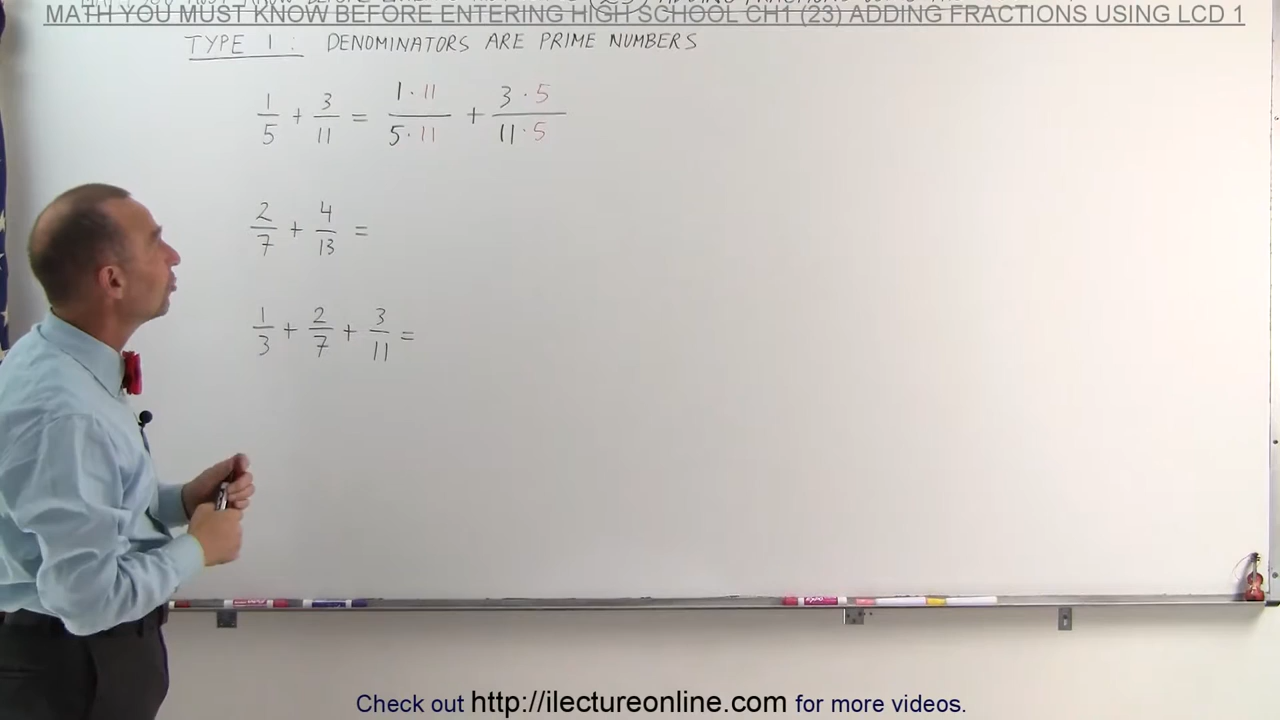 MATH YOU MUST KNOW BEFORE ENTERING HIGH SCHOOL CH1 (23) ADDING FRACTIONS USING LCD 1
TYPE 1 : DENOMINATORS ARE PRIME NUMBERS
1/5 + 3/11 = 1·11/5·11 + 3·5/11·5
2/7 + 4/13 =
1/3 + 2/7 + 3/11 =
Check out http://ilectureonline.com for more videos.